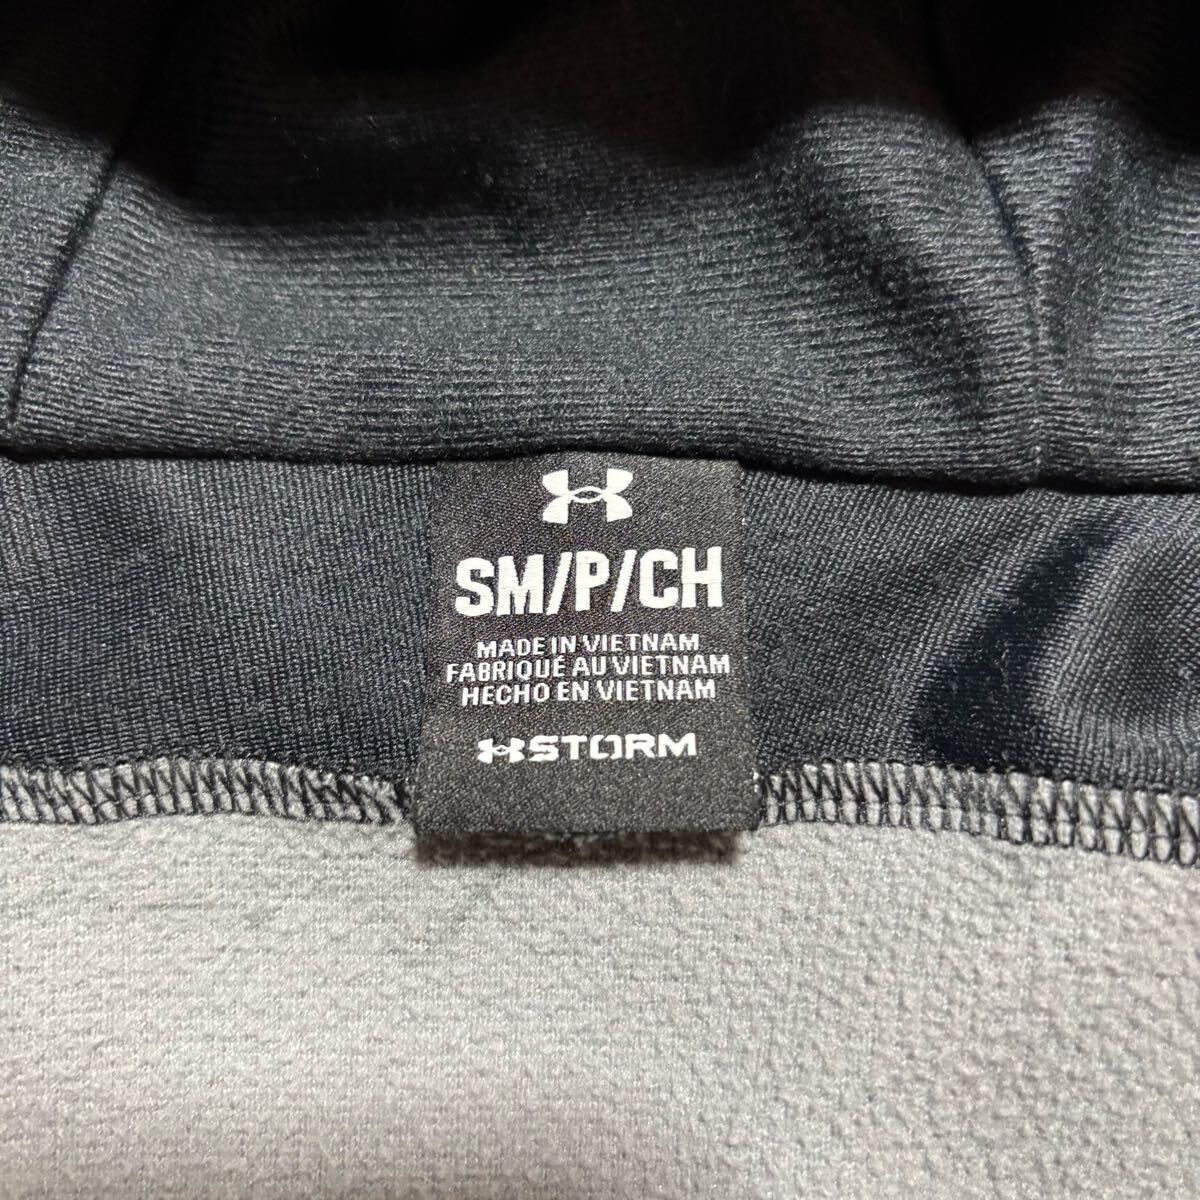 SM/P/CH
MADE IN VIETNAM
FABRIQUÉ AU VIETNAM
HECHO EN VIETNAM
STORM